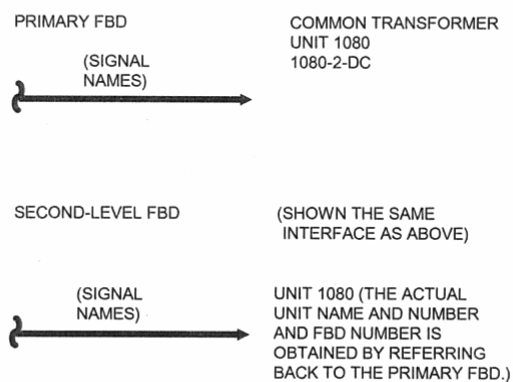 PRIMARY FBD
COMMON TRANSFORMER
UNIT 1080
1080-2-DC
(SIGNAL
NAMES)
SECOND-LEVEL FBD
(SHOWN THE SAME
INTERFACE AS ABOVE)
(SIGNAL
NAMES)
UNIT 1080 (THE ACTUAL
UNIT NAME AND NUMBER
AND FBD NUMBER IS
OBTAINED BY REFERRING
BACK TO THE PRIMARY FBD.)